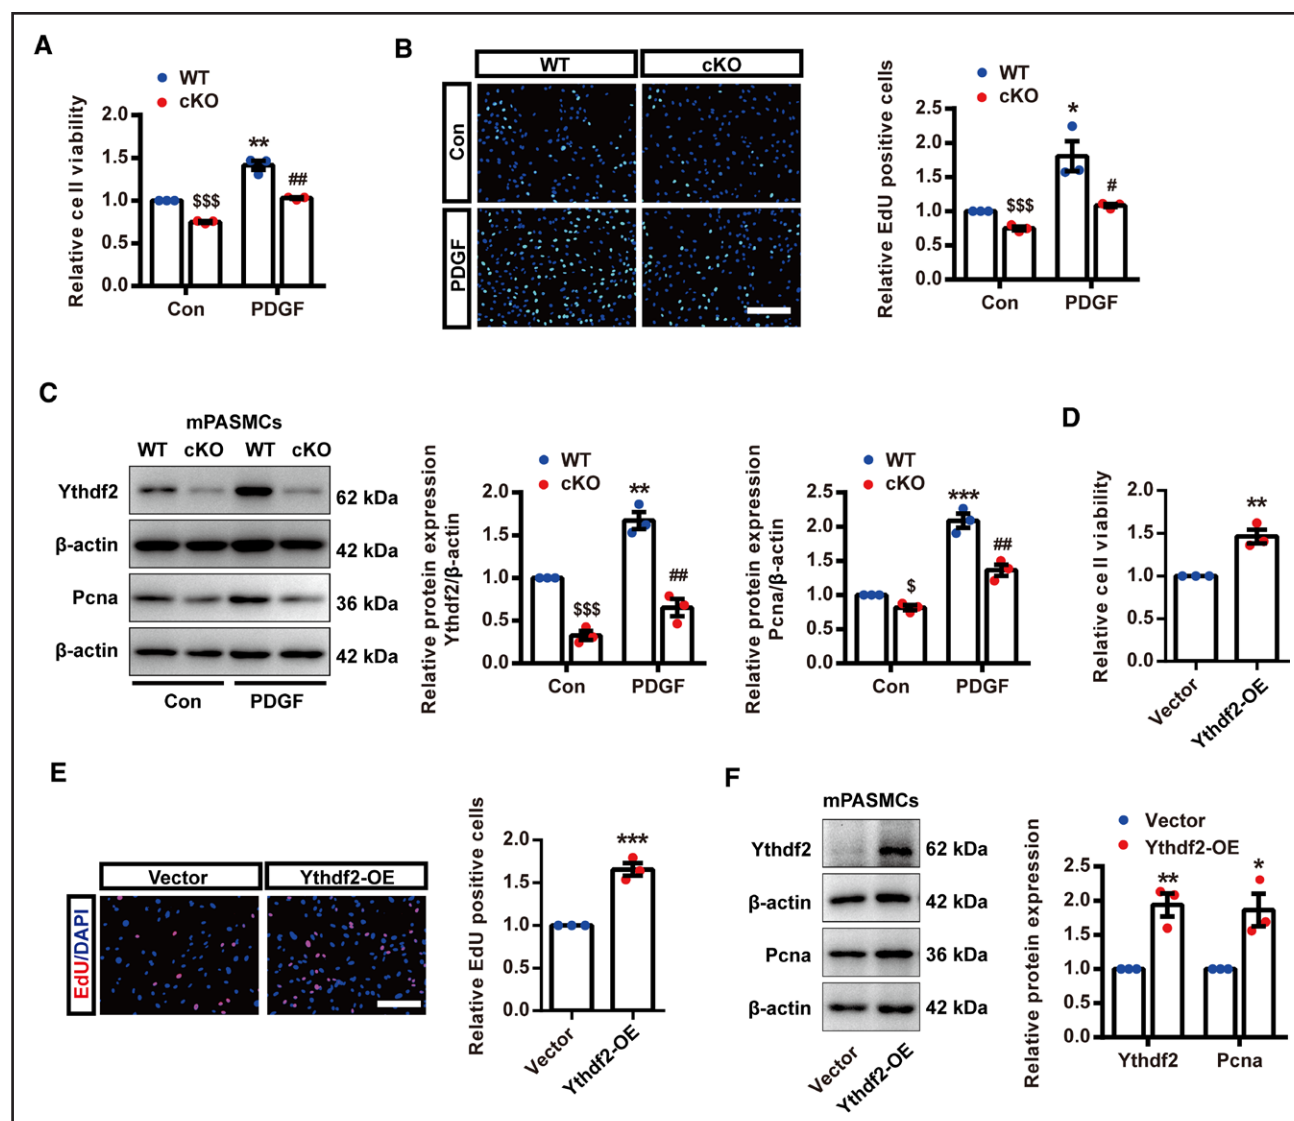 A
WT
cKO
Relative cell viability
2.0
1.5
1.0
0.5
0.0
$$$
**
##
Con
PDGF
B
WT
cKO
Con
PDGF
WT
cKO
Relative EdU positive cells
2.5
2.0
1.5
1.0
0.5
0.0
$$$
*
#
Con
PDGF
C
mPASMCs
WT cKO WT cKO
Ythdf2
62 kDa
β-actin
42 kDa
Pcna
36 kDa
β-actin
42 kDa
Con
PDGF
WT
cKO
Relative protein expression
Ythdf2/β-actin
2.0
1.5
1.0
0.5
0.0
$$$
**
##
Con
PDGF
WT
cKO
Relative protein expression
Pcna/β-actin
2.5
2.0
1.5
1.0
0.5
0.0
$
***
##
Con
PDGF
D
Relative cell viability
2.0
1.5
1.0
0.5
0.0
**
Vector
Ythdf2-OE
E
Vector
Ythdf2-OE
EdU/DAPI
Relative EdU positive cells
2.0
1.5
1.0
0.5
0.0
***
Vector
Ythdf2-OE
F
mPASMCs
Ythdf2
62 kDa
β-actin
42 kDa
Pcna
36 kDa
β-actin
42 kDa
Vector
Ythdf2-OE
Vector
Ythdf2-OE
Relative protein expression
2.5
2.0
1.5
1.0
0.5
0.0
**
*
Ythdf2
Pcna